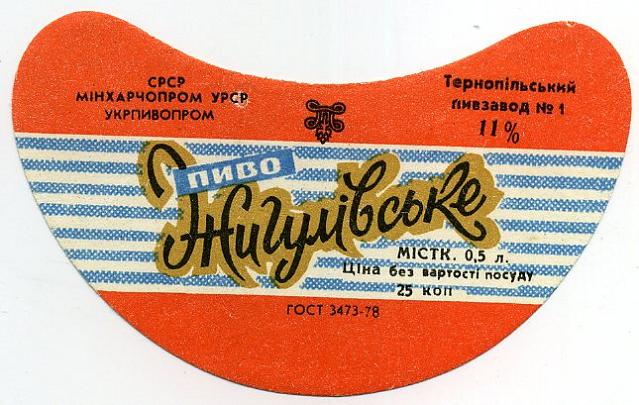 СРСР
МІНХАРЧОПРОМ УРСР
УКРПИВОПРОМ
Тернопільський
пивзавод № 1
11%
ПИВО
Жигулівське
МІСТК. 0,5 л.
Ціна без вартості посуду
25 коп
ГОСТ 3473-78